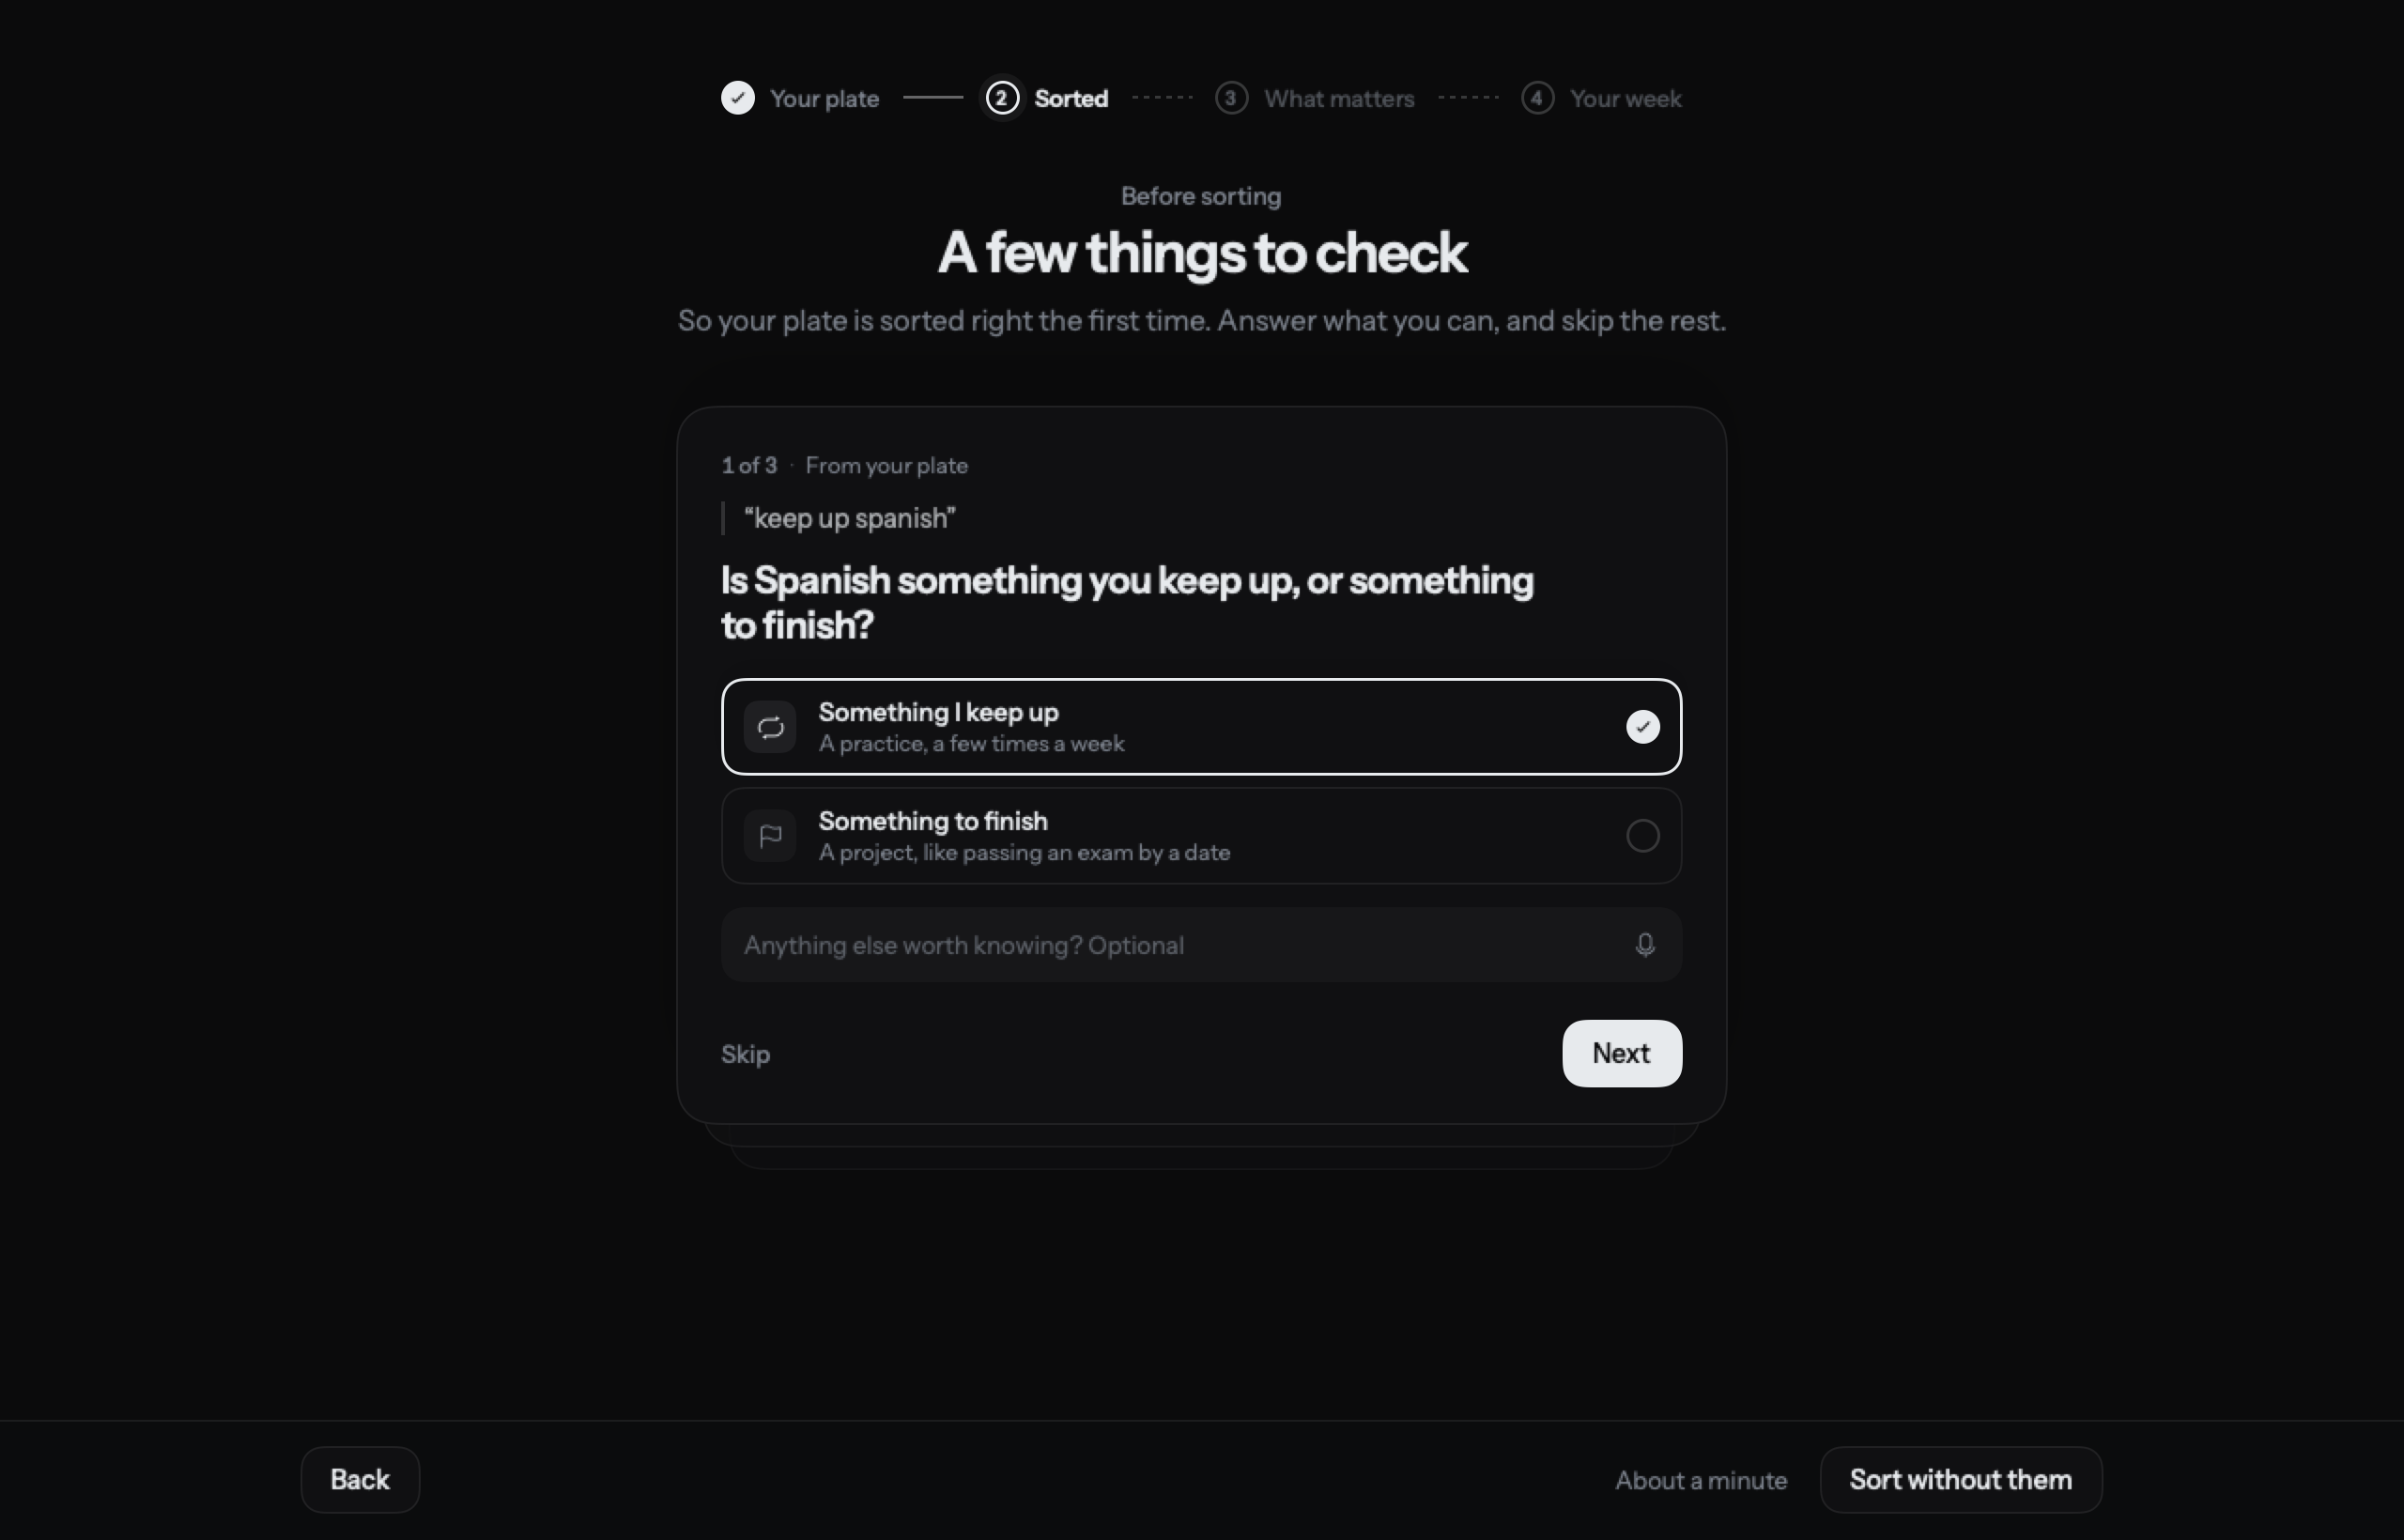 Your plate
2 Sorted
3 What matters
4 Your week
Before sorting
A few things to check
So your plate is sorted right the first time. Answer what you can, and skip the rest.
1 of 3 · From your plate
“keep up spanish”
Is Spanish something you keep up, or something
to finish?
Something I keep up
A practice, a few times a week
Something to finish
A project, like passing an exam by a date
Anything else worth knowing? Optional
Skip
Next
Back
About a minute
Sort without them